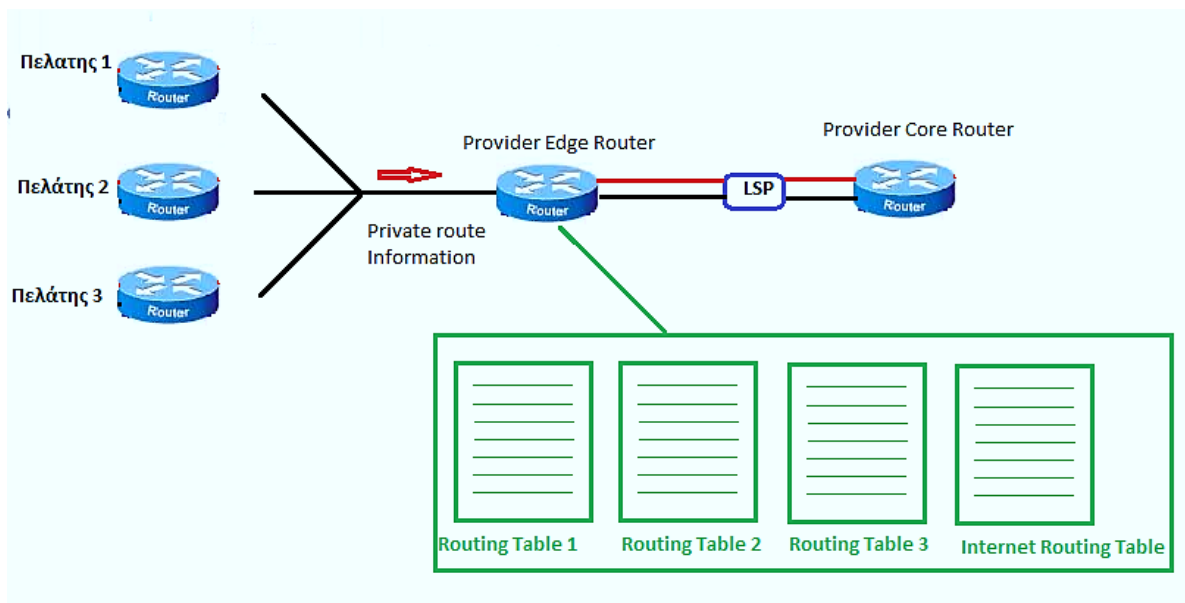 Πελατης 1
Router
Provider Edge Router
Provider Core Router
Πελάτης 2
Router
Router
LSP
Router
Private route
Information
Πελάτης 3
Router
Routing Table 1
Routing Table 2
Routing Table 3
Internet Routing Table